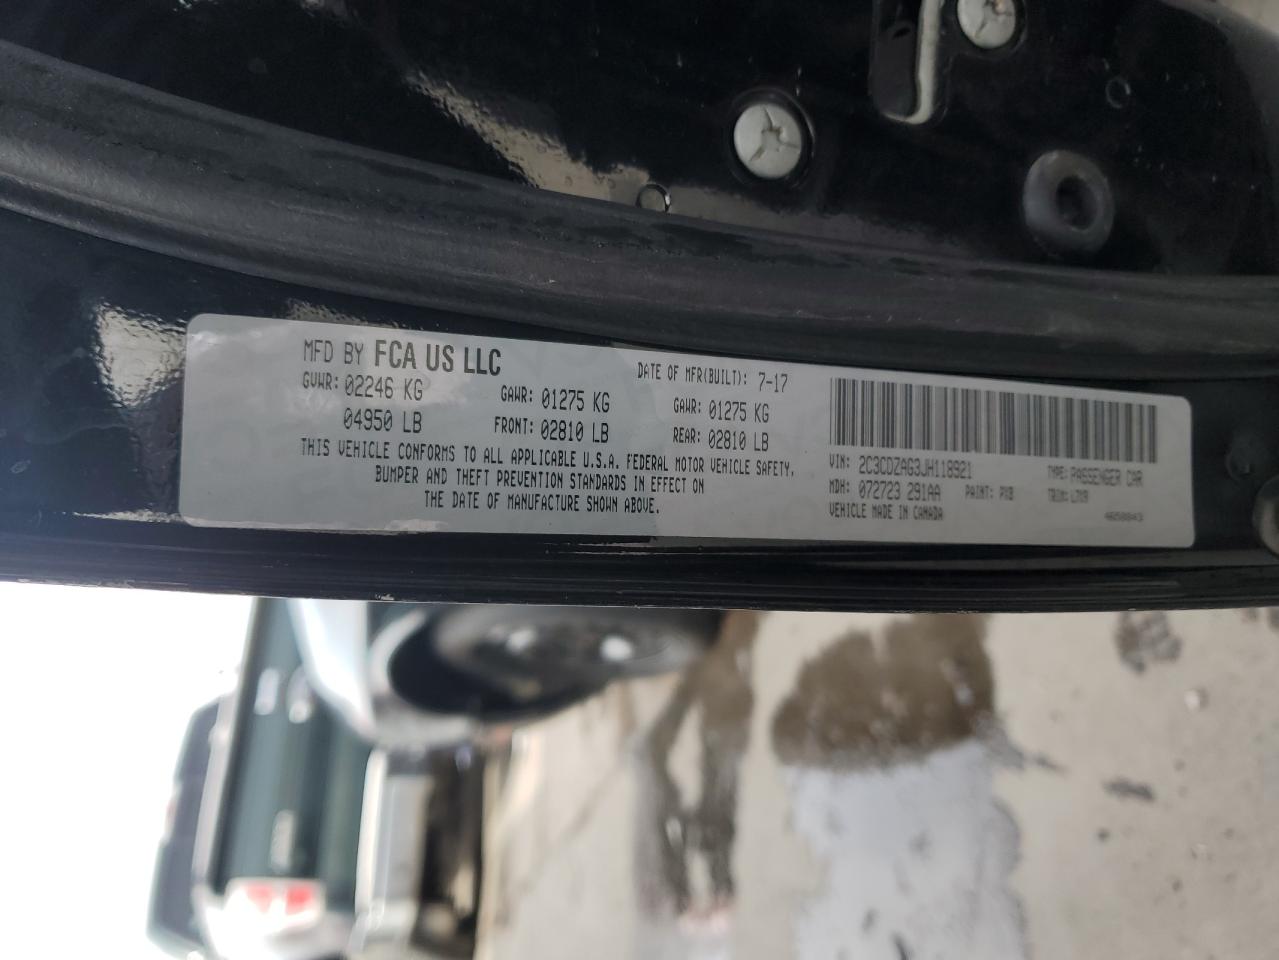 MFD BY FCA US LLC
DATE OF MFR(BUILT): 7-17
GVWR: 02246 KG GAWR: 01275 KG GAWR: 01275 KG
04950 LB FRONT: 02810 LB REAR: 02810 LB
THIS VEHICLE CONFORMS TO ALL APPLICABLE U.S.A. FEDERAL MOTOR VEHICLE SAFETY,
BUMPER AND THEFT PREVENTION STANDARDS IN EFFECT ON
THE DATE OF MANUFACTURE SHOWN ABOVE.
VIN: 2C3CDZAG3JH118921 TYPE: PASSENGER CAR
MDH: 072723 291AA PAINT: PX8 TRIM: L7X9
VEHICLE MADE IN CANADA